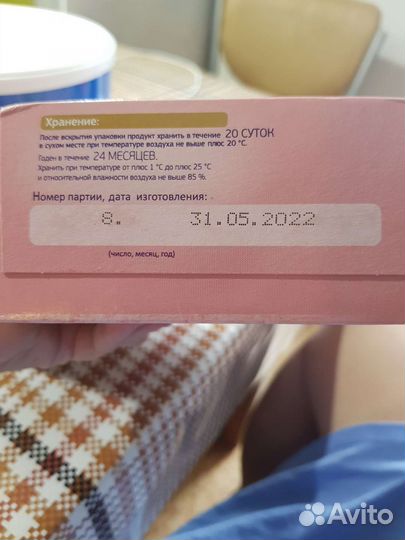 Хранение:
После вскрытия упаковки продукт хранить в течение 20 СУТОК
в сухом месте при температуре воздуха не выше плюс 20 °C.
Годен в течение 24 МЕСЯЦЕВ.
Хранить при температуре от плюс 1 °C до плюс 25 °C
и относительной влажности воздуха не выше 85 %.
Номер партии, дата изготовления:
8. 31.05.2022
(число, месяц, год)
Avito